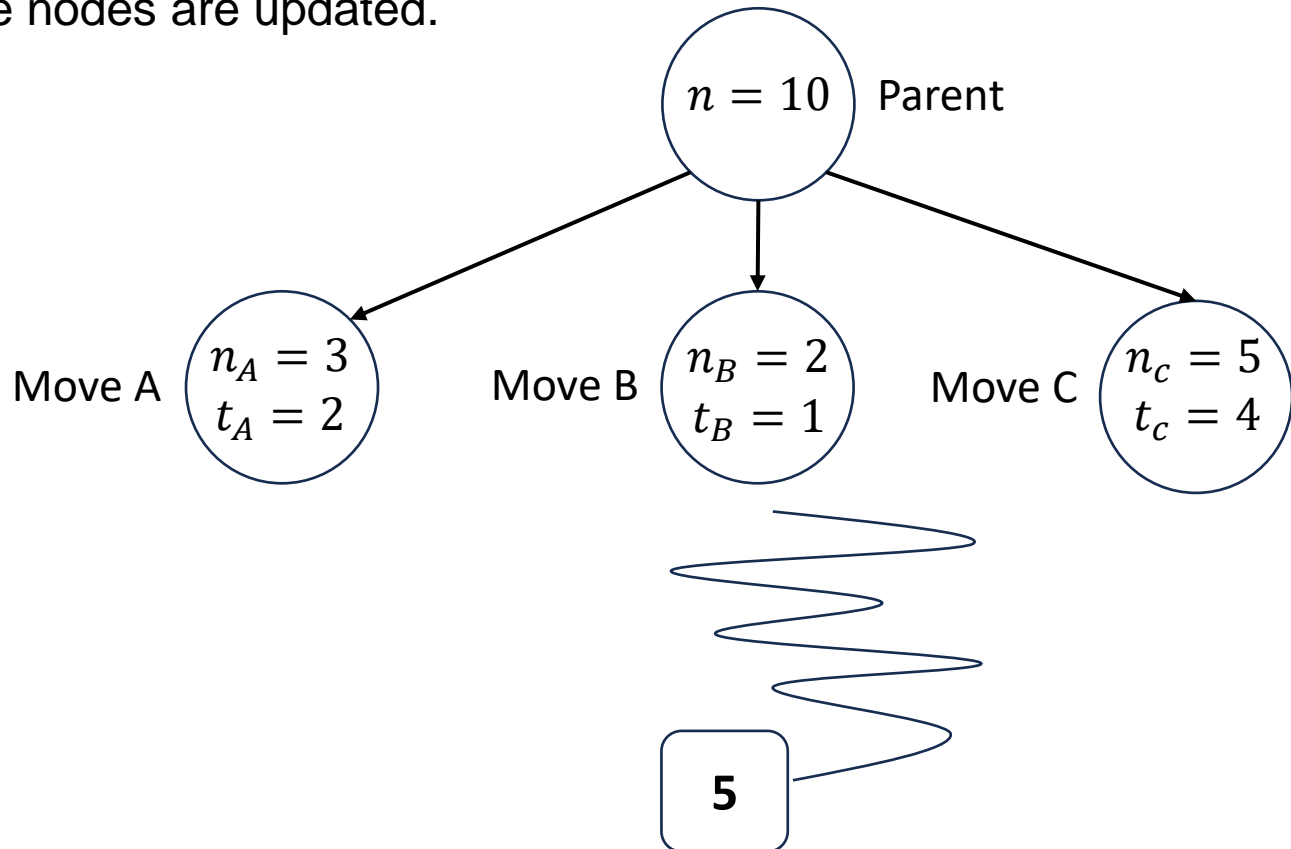 e nodes are updated.
n = 10 Parent
Move A
n_A = 3
t_A = 2
Move B
n_B = 2
t_B = 1
Move C
n_c = 5
t_c = 4
5